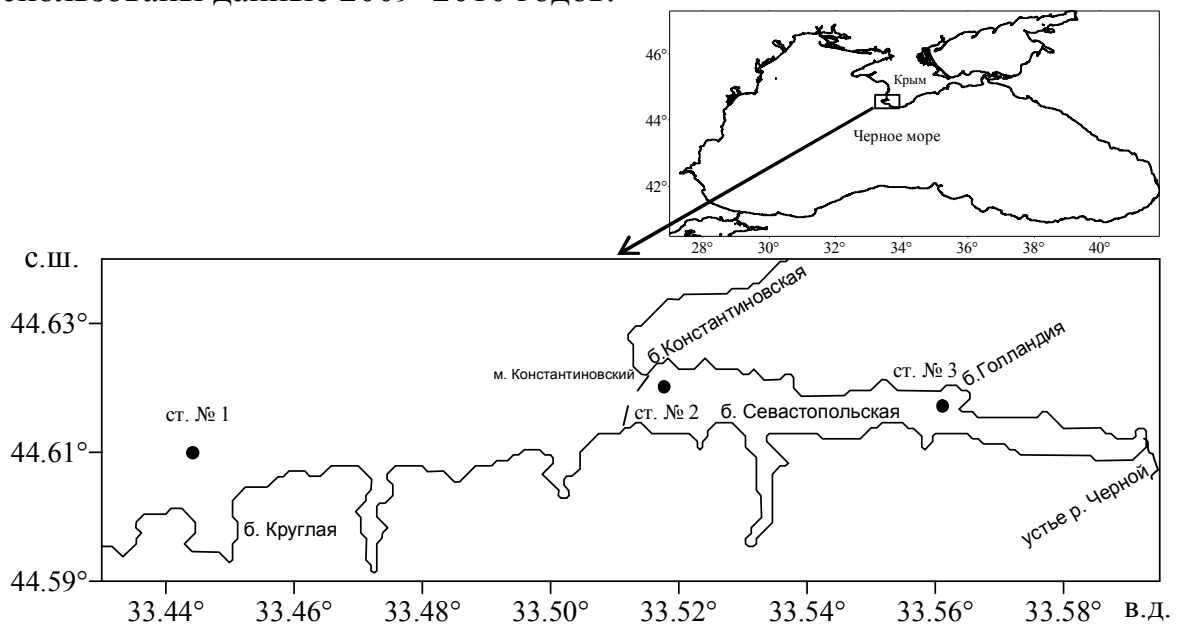 использованы данные 2009–2010 годов.
46°
44°
42°
Крым
Черное море
28° 30° 32° 34° 36° 38° 40°
с.ш.
44.63°
44.61°
44.59°
б.Константиновская
м. Константиновский
ст. № 1
ст. № 2
ст. № 3
б.Голландия
б. Севастопольская
б. Круглая
устье р. Черной
33.44° 33.46° 33.48° 33.50° 33.52° 33.54° 33.56° 33.58° в.д.